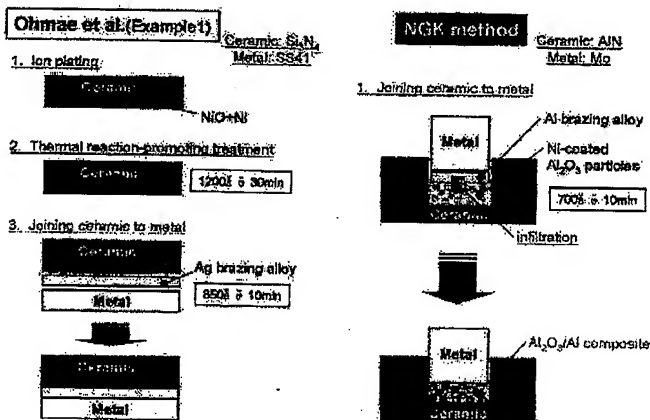 Ohmae et al.(Example1)
Ceramic: Si₃N₄
Metal: SS41
1. Ion plating
Ceramic
NiO+Ni
2. Thermal reaction-promoting treatment
Ceramic
30min
3. Joining ceramic to metal
Ceramic
Ag brazing alloy
Metal
10min
Ceramic
Metal
NGK method
Ceramic: AlN
Metal: Mo
1. Joining ceramic to metal
Al brazing alloy
Metal
Ni-coated
Al₂O₃ particles
10min
Ceramic
infiltration
Al₂O₃/Al composite
Metal
Ceramic